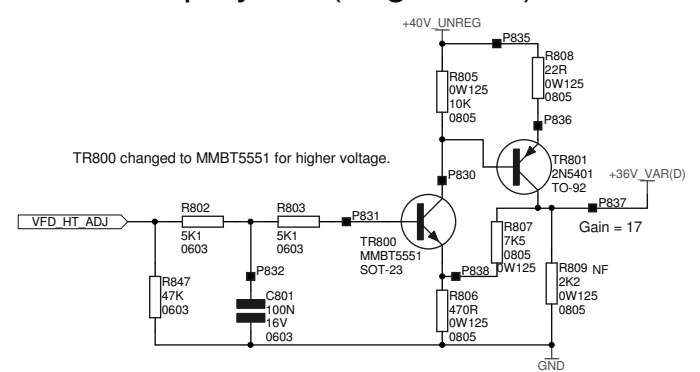 +40V_UNREG
P835
R808
22R
0W125
0805
R805
0W125
10K
0805
P836
TR800 changed to MMBT5551 for higher voltage.
TR801
2N5401
TO-92
+36V_VAR(D)
P830
P837
Gain = 17
R802
5K1
0603
R803
5K1
0603
P831
VFD_HT_ADJ
TR800
MMBT5551
SOT-23
R807
7K5
0805
0W125
P832
P838
R847
47K
0603
C801
100N
16V
0603
R806
470R
0W125
0805
R809 NF
2K2
0W125
0805
GND